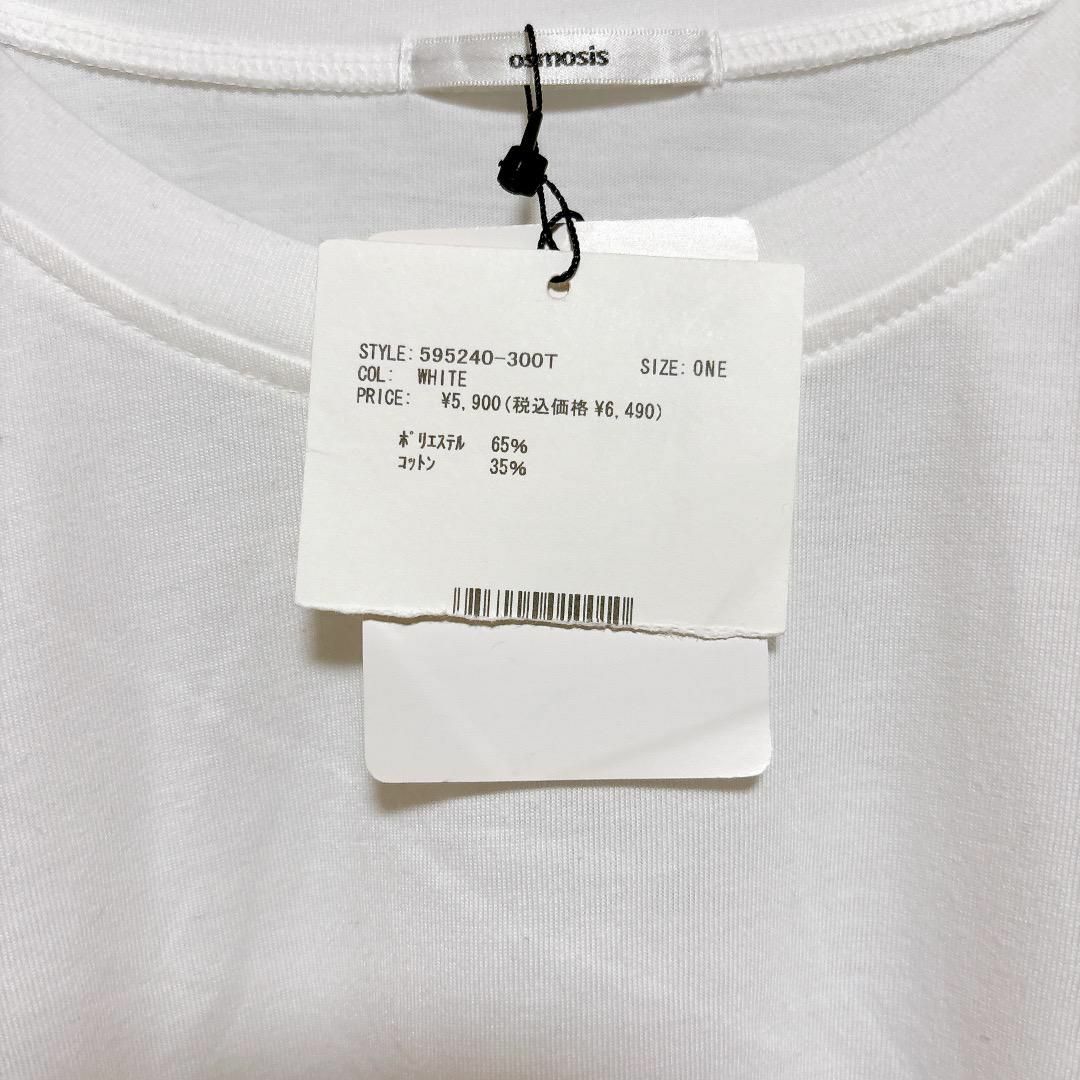 osmosis
STYLE: 595240-300T SIZE: ONE
COL: WHITE
PRICE: ¥5,900(税込価格 ¥6,490)
ﾎﾟﾘｴｽﾃﾙ 65%
ｺｯﾄﾝ 35%